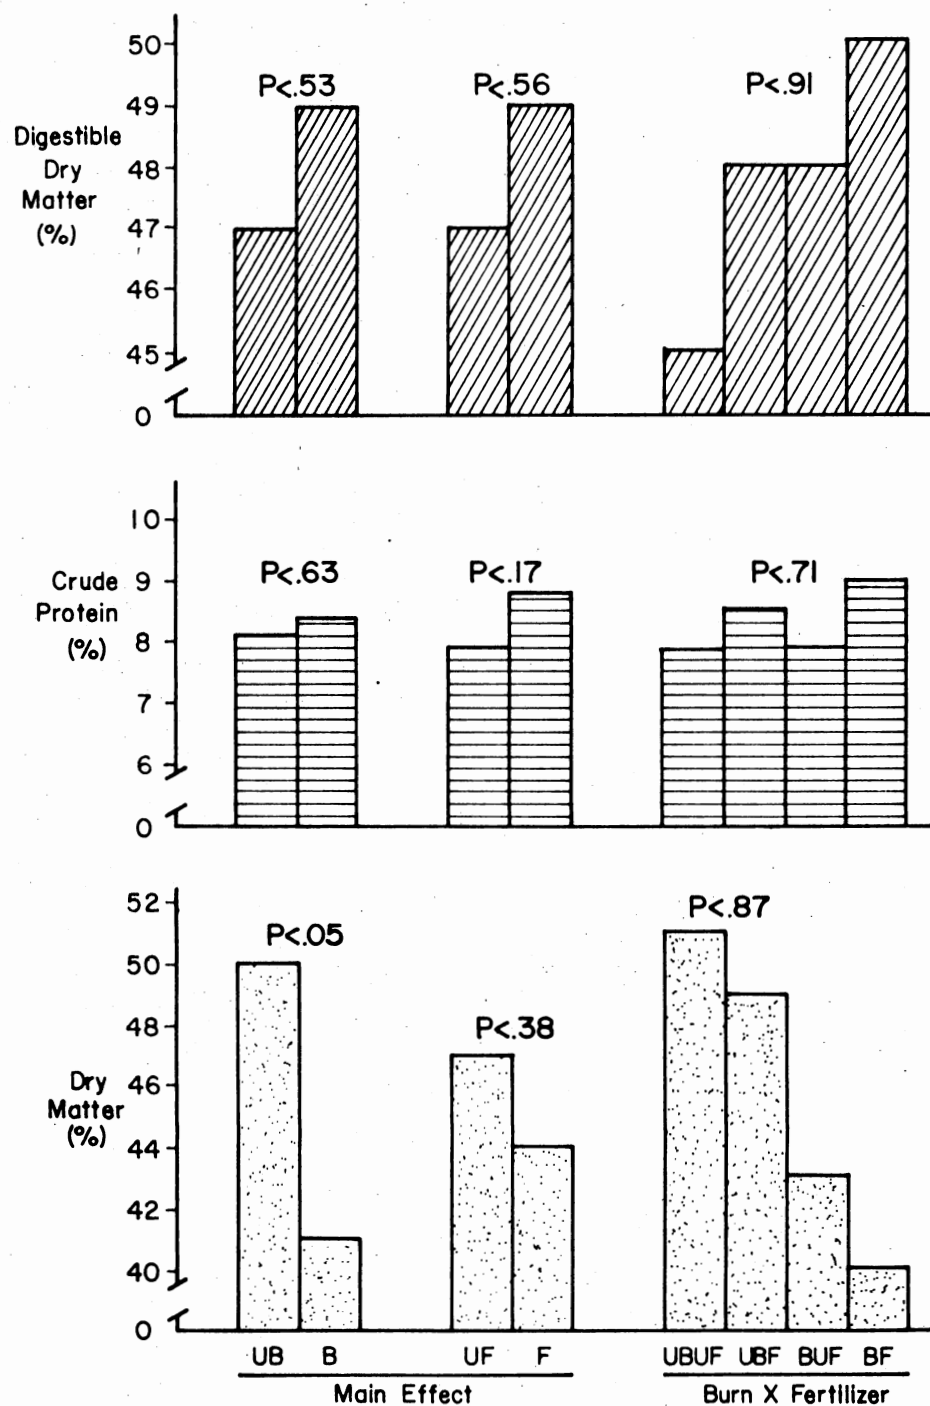 50
P<.53 P<.56 P<.91
49
Digestible
Dry
Matter
(%)
48
47
46
45
0
10
P<.63 P<.17 P<.71
Crude
Protein
(%)
9
8
7
6
0
52
P<.87
P<.05
50
P<.38
48
Dry
Matter
(%)
46
44
42
40
0
UB B UF F UBUF UBF BUF BF
Main Effect Burn X Fertilizer